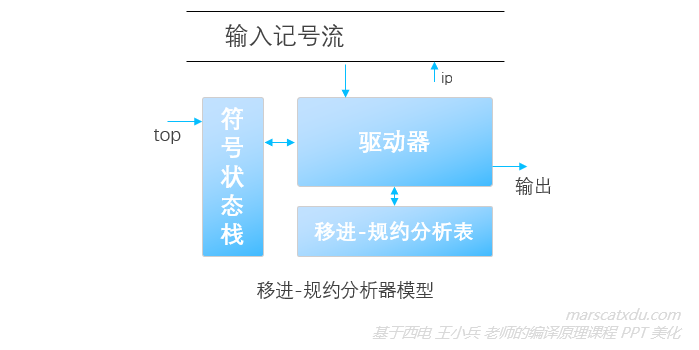 输入记号流
ip
top
符号状态栈
驱动器
输出
移进-规约分析表
移进-规约分析器模型
marscatxdu.com
基于西电 王小兵 老师的编译原理课程 PPT 美化